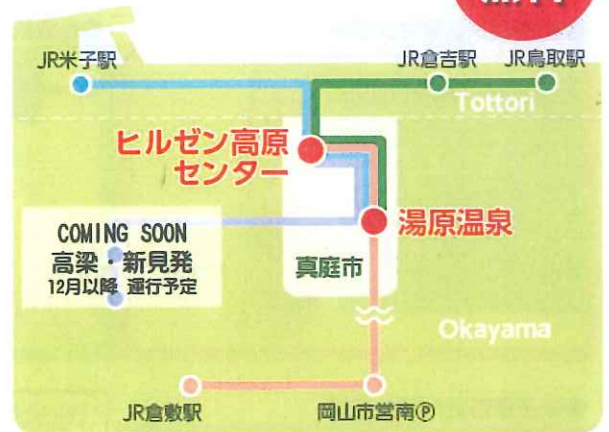 JR米子駅
JR倉吉駅
JR鳥取駅
Tottori
ヒルゼン高原
センター
湯原温泉
COMING SOON
高梁・新見発
12月以降 運行予定
真庭市
Okayama
JR倉敷駅
岡山市営南Ⓟ